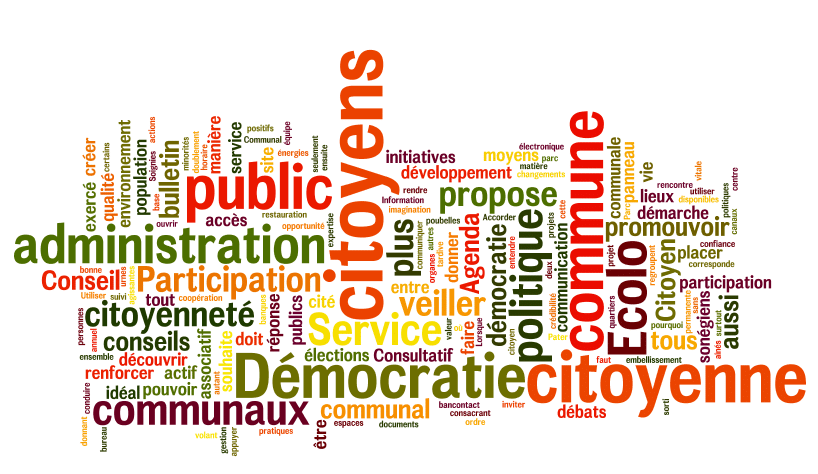 citoyens
équipe
positifs
Communal
énergies
seulement
ensuite
service
site
manière
horaire
doublement
minorités
actions
bulletin
Soignies
base
population
environnement
certains
qualité
créer
exercé
ouvrir
public
accès
restauration
opportunité
expertise
administration
bonne
Conseil
Utiliser
urnes
suivi
Participation
tout
coopération
citoyenneté
personnes
annuel
conseils
ensemble
découvrir
renforcer
actif
idéal
pouvoir
associatif
autant
souhaite
doit
réponse
publics
cité
Service
élections
Consultatif
Démocratie
citoyenne
conduire
donnant
bureau
communaux
volant
gestion
appuyer
pratiques
être
espaces
communal
documents
bancontact
consacrant
ordre
inviter
débats
sorti
initiatives
développement
rendre
Information
imagination
moyens
électronique
parc
matière
changements
propose
poubelles
Accorder
plus
communiquer
autres
tardive
organes
donner
Agenda
entre
veiller
valeur
faire
Lorsque
démocratie
entendre
citoyen
politique
deux
projets
cette
communication
crédibilité
commune
faut
embellissement
Ecolo
quartiers
projet
communale
panneau
vie
lieux
rencontre
utiliser
disponibles
vitale
centre
politiques
canaux
démarche
promouvoir
confiance
placer
corresponde
regroupent
Citoyen
participation
permanente
sans
sonégiens
surtout
aînés
aussi
pourquoi
tous